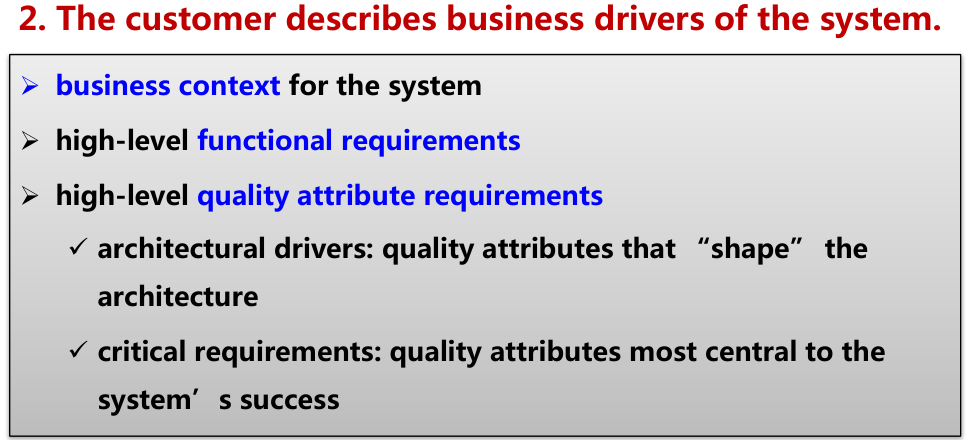 2. The customer describes business drivers of the system.
➢ business context for the system
➢ high-level functional requirements
➢ high-level quality attribute requirements
✓ architectural drivers: quality attributes that “shape” the
architecture
✓ critical requirements: quality attributes most central to the
system’s success